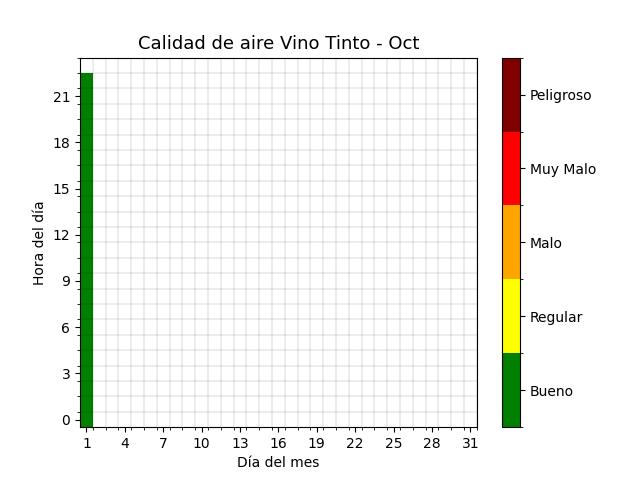 Calidad de aire Vino Tinto - Oct
Hora del día
21
18
15
12
9
6
3
0
1 4 7 10 13 16 19 22 25 28 31
Día del mes
Peligroso
Muy Malo
Malo
Regular
Bueno